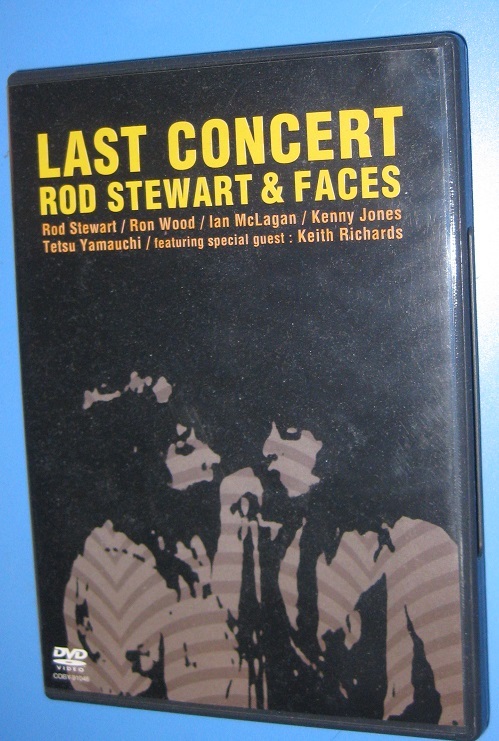 LAST CONCERT
ROD STEWART & FACES
Rod Stewart / Ron Wood / Ian McLagan / Kenny Jones
Tetsu Yamauchi / featuring special guest : Keith Richards
DVD
VIDEO